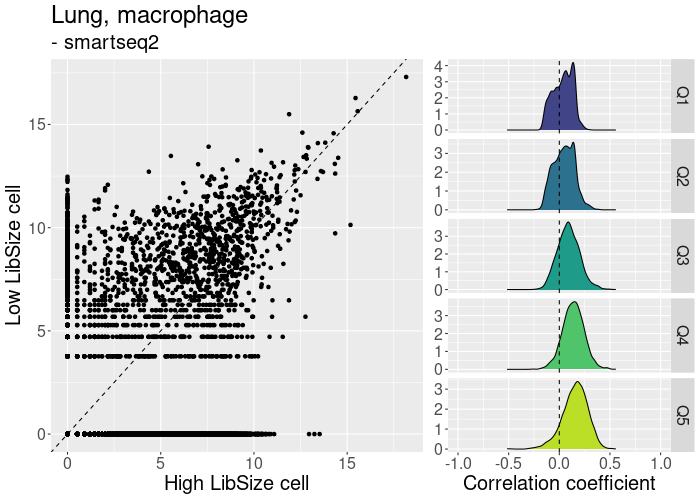 Lung, macrophage
- smartseq2
Low LibSize cell
15
10
5
0
0 5 10 15
High LibSize cell
4
3
2
1
0
Q1
3
2
1
0
Q2
3
2
1
0
Q3
3
2
1
0
Q4
3
2
1
0
Q5
-1.0 -0.5 0.0 0.5 1.0
Correlation coefficient